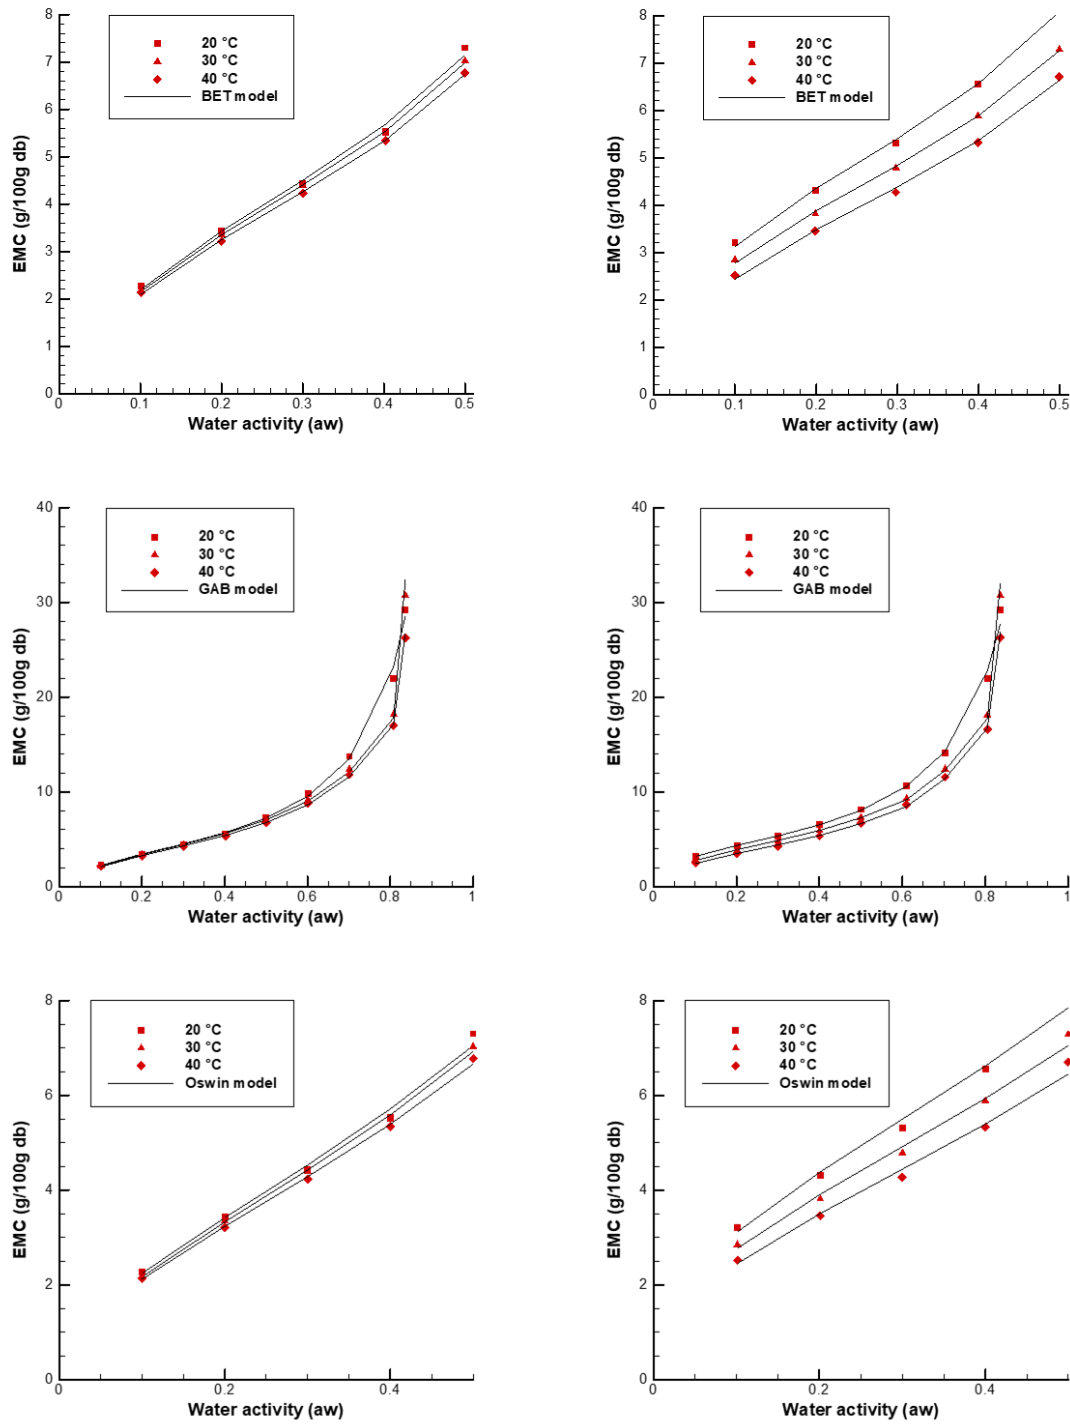 8
7
6
5
4
3
2
1
0
EMC (g/100g db)
20 °C
30 °C
40 °C
BET model
0
0.1
0.2
0.3
0.4
0.5
Water activity (aw)
8
7
6
5
4
3
2
1
0
EMC (g/100g db)
20 °C
30 °C
40 °C
BET model
0
0.1
0.2
0.3
0.4
0.5
Water activity (aw)
40
30
20
10
0
EMC (g/100g db)
20 °C
30 °C
40 °C
GAB model
0
0.2
0.4
0.6
0.8
1
Water activity (aw)
40
30
20
10
0
EMC (g/100g db)
20 °C
30 °C
40 °C
GAB model
0
0.2
0.4
0.6
0.8
1
Water activity (aw)
8
6
4
2
0
EMC (g/100g db)
20 °C
30 °C
40 °C
Oswin model
0
0.2
0.4
Water activity (aw)
8
6
4
2
0
EMC (g/100g db)
20 °C
30 °C
40 °C
Oswin model
0
0.2
0.4
Water activity (aw)